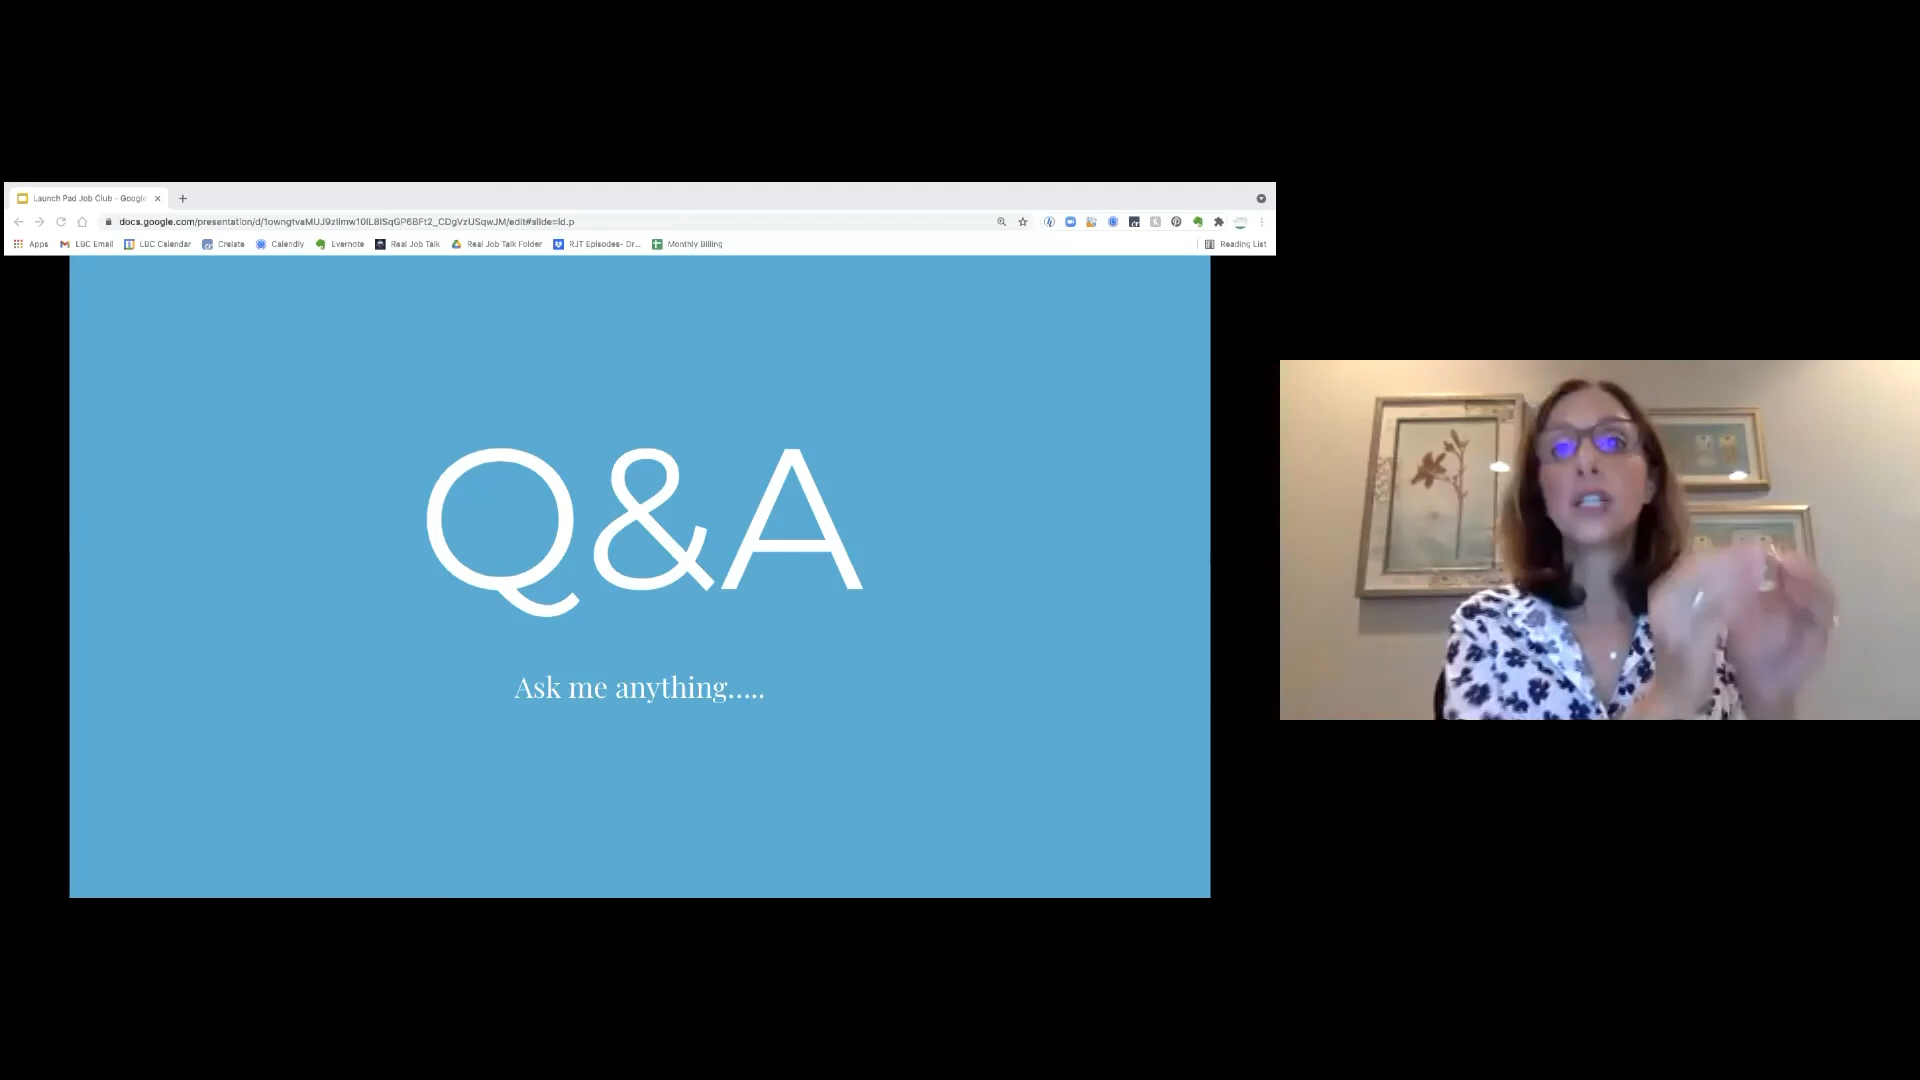 Launch Pad Job Club - Google
Apps
LBC Email
LBC Calendar
Create
Calendly
Evernote
Real Job Talk
Real Job Talk Folder
RJT Episodes- Dr...
Monthly Billing
Reading List
Q&A
Ask me anything.....